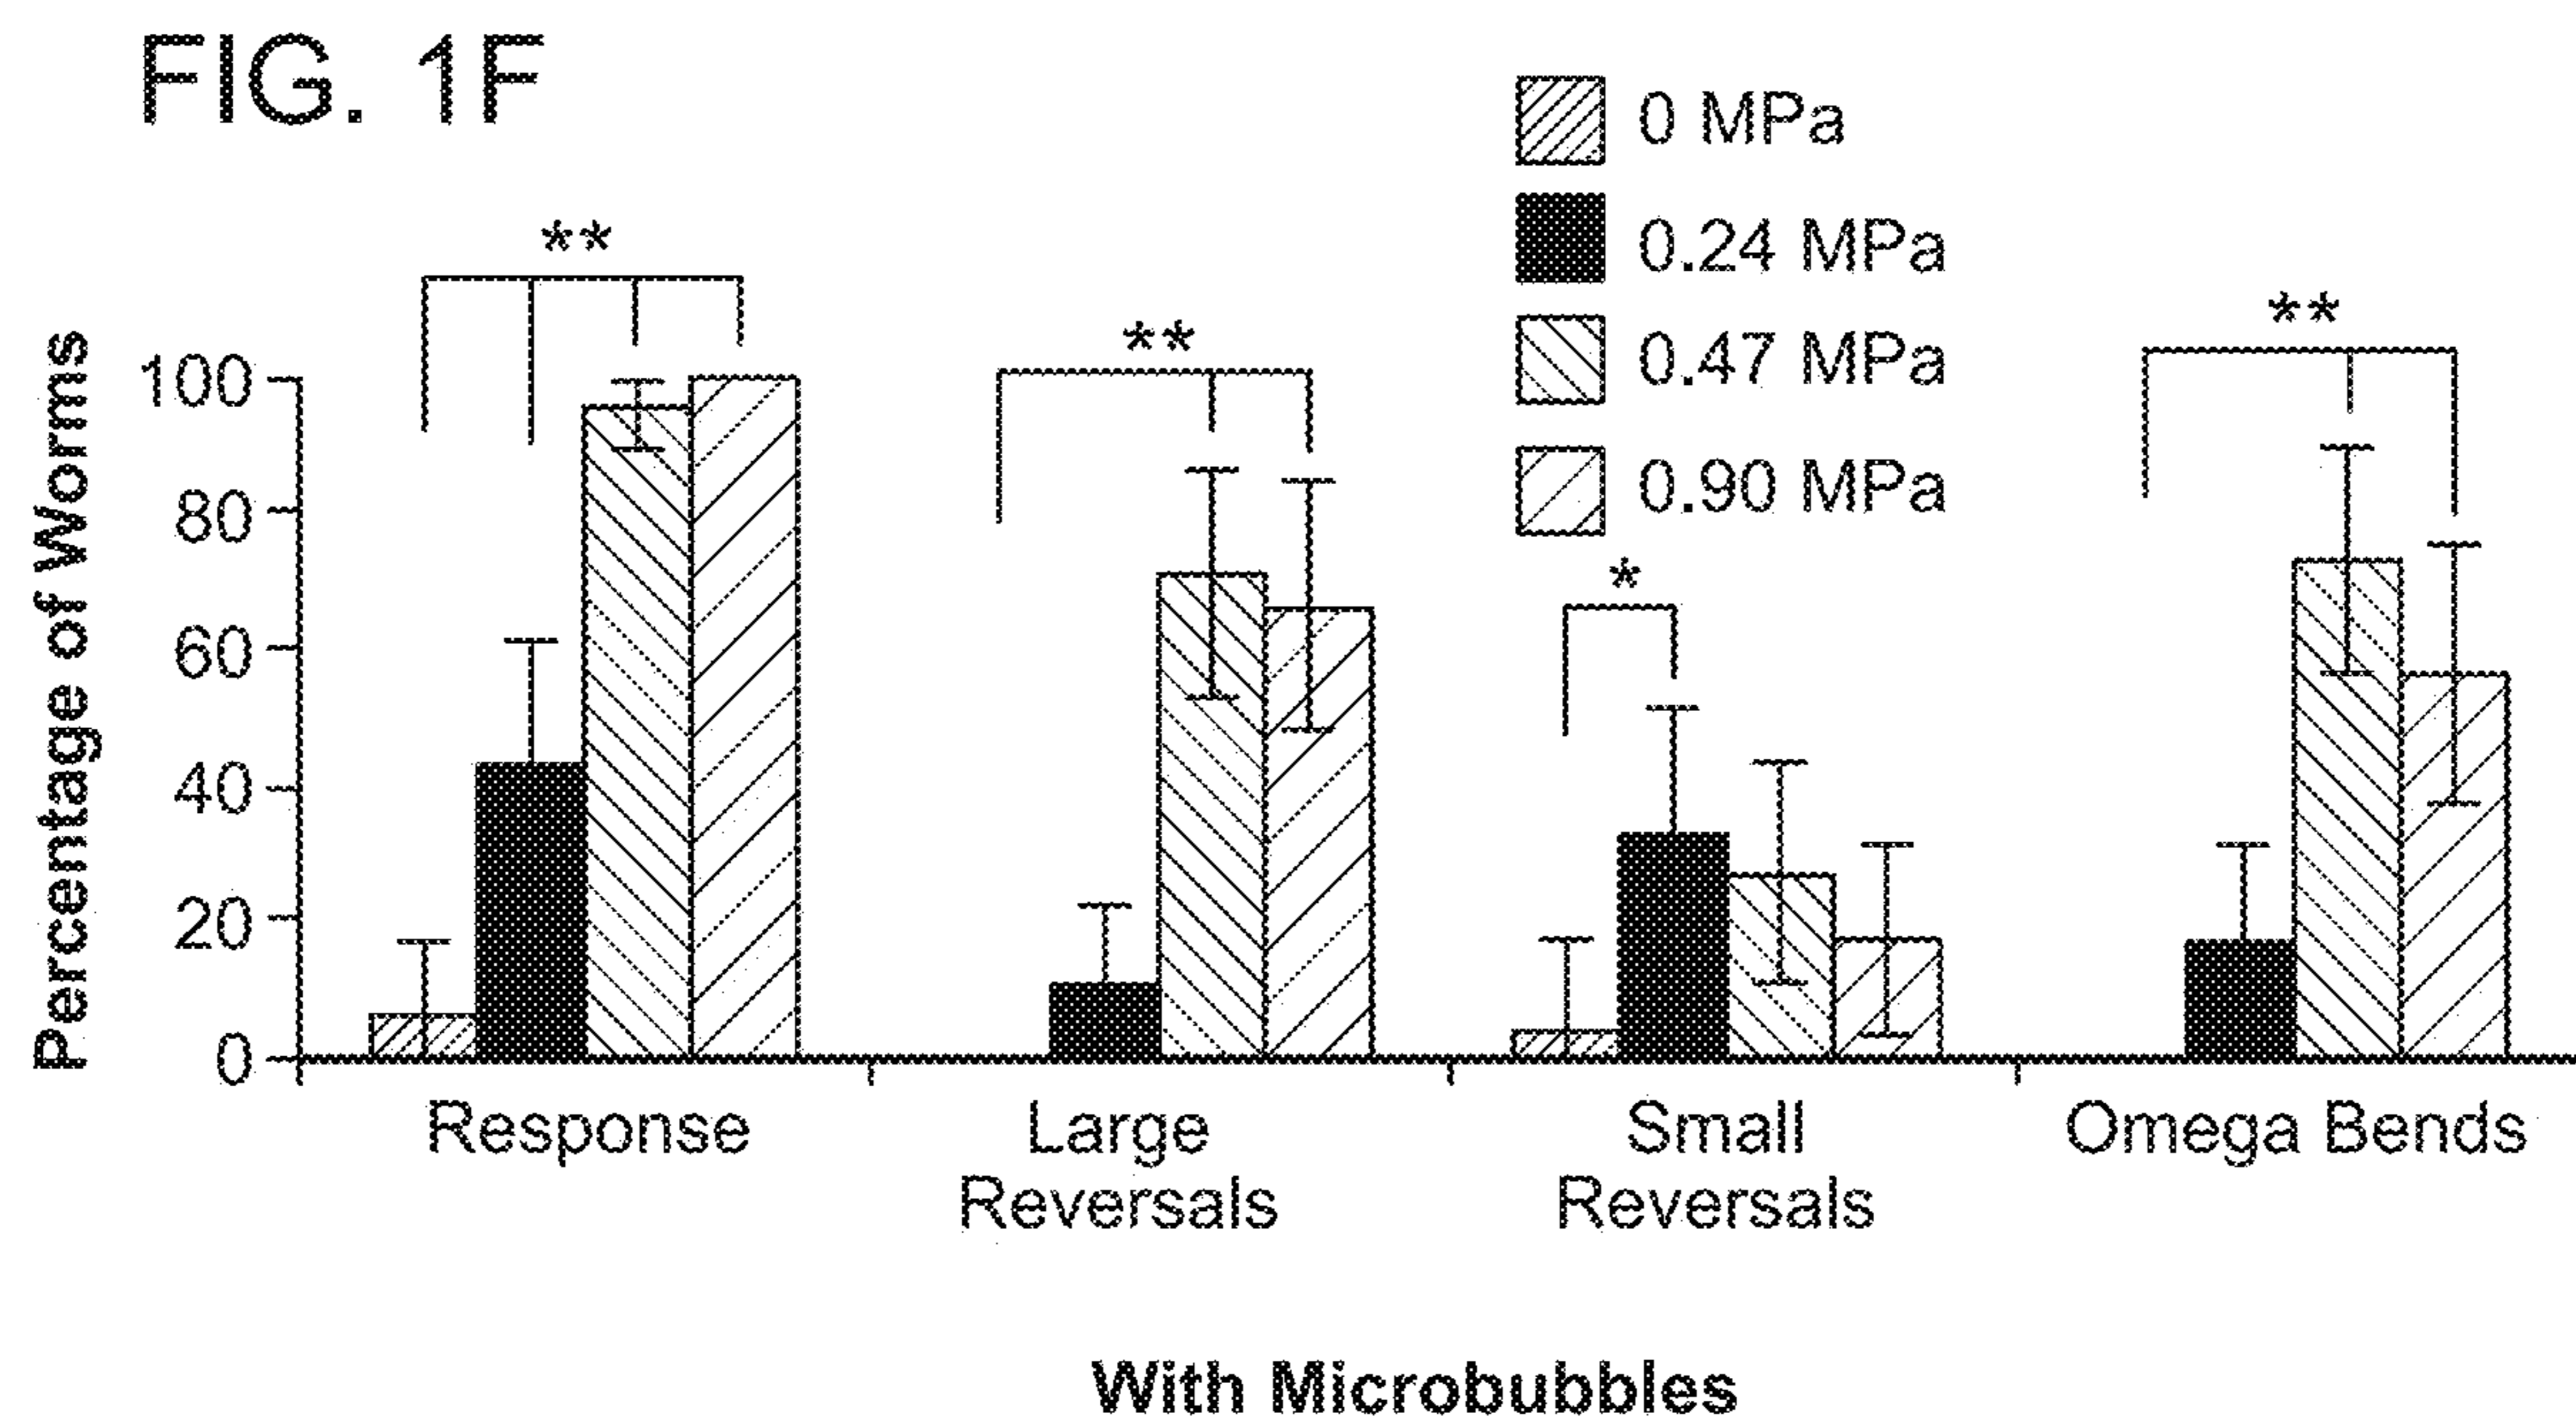 FIG. 1F
0 MPa
0.24 MPa
0.47 MPa
0.90 MPa
**
**
*
**
Percentage of Worms
100
80
60
40
20
0
Response
Large
Reversals
Small
Reversals
Omega Bends
With Microbubbles